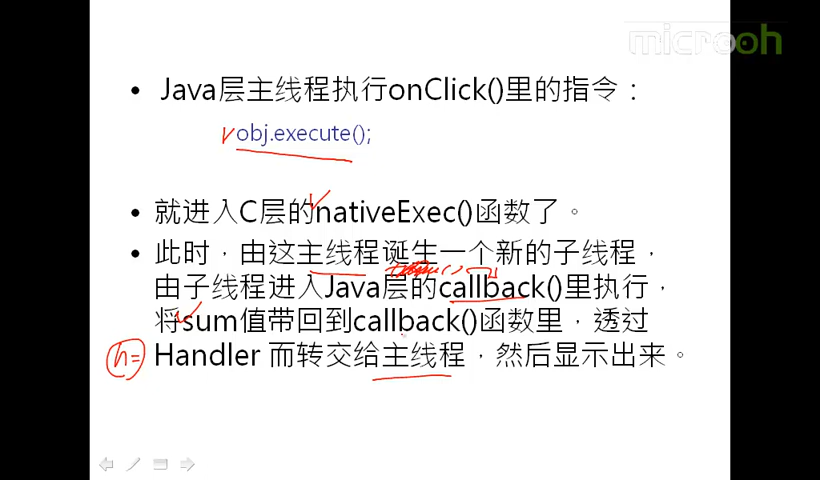 microoh
• Java层主线程执行onClick()里的指令：
obj.execute();
• 就进入C层的nativeExec()函数了。
• 此时，由这主线程诞生一个新的子线程，
由子线程进入Java层的callback()里执行，
将sum值带回到callback()函数里，透过
h=
Handler 而转交给主线程，然后显示出来。